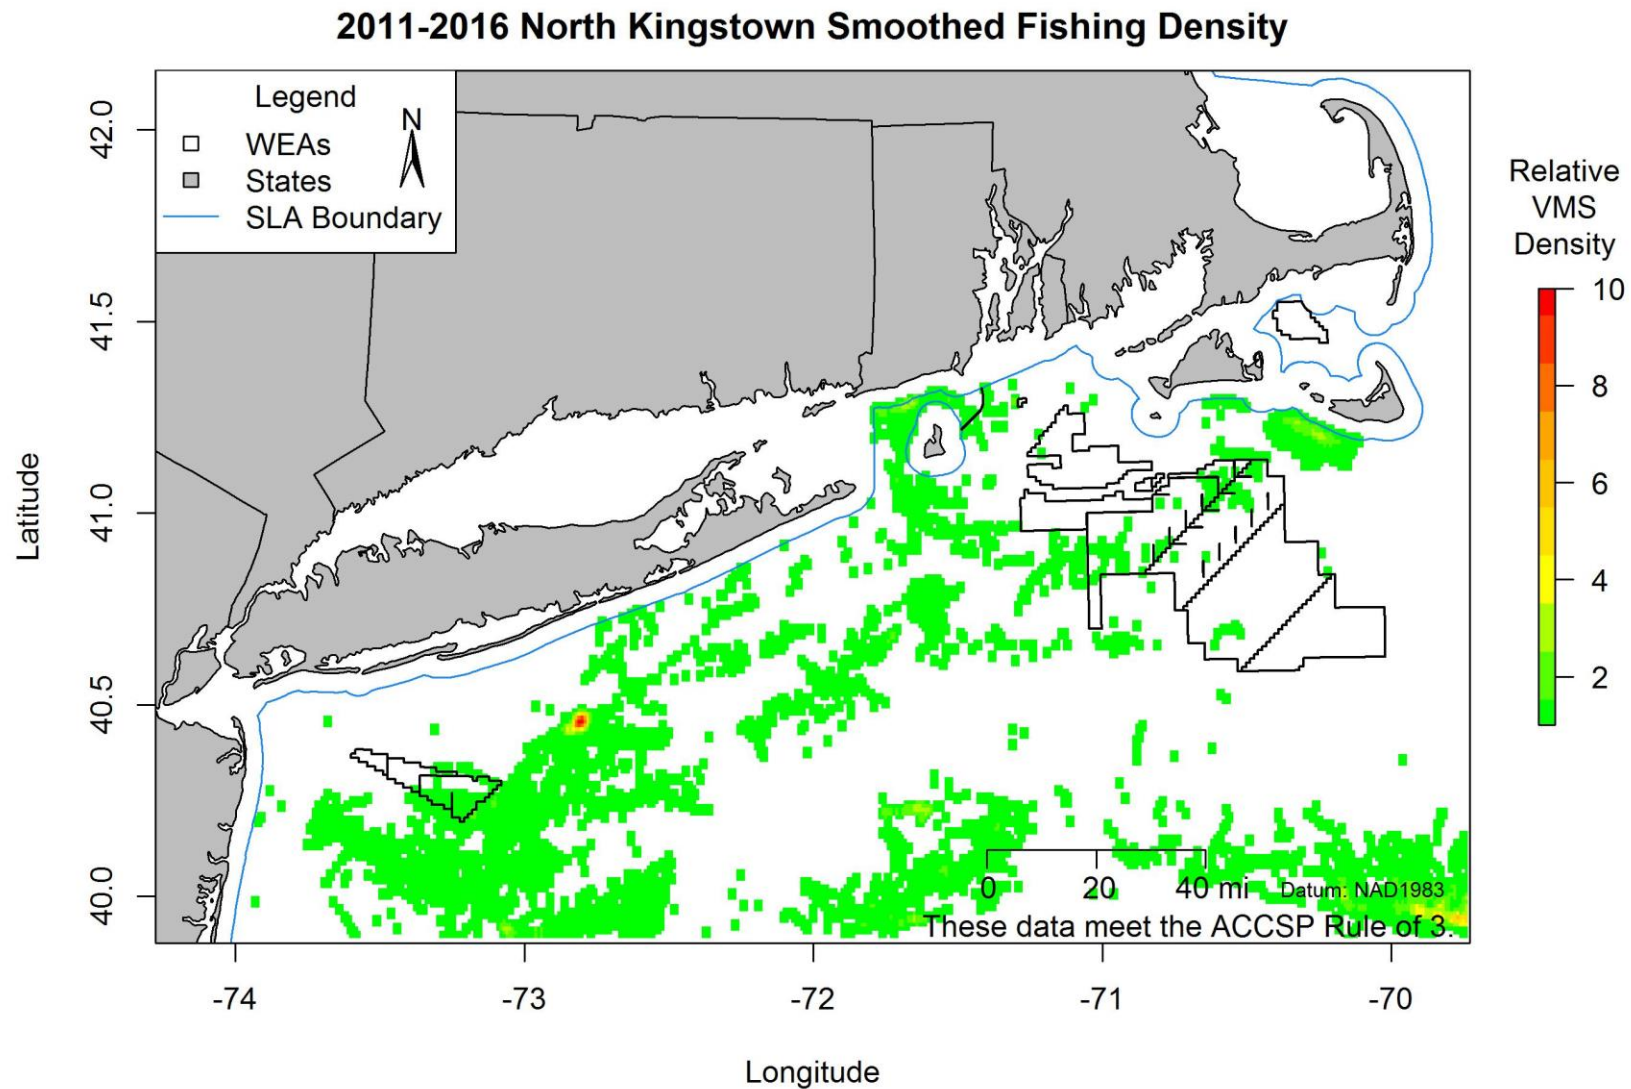 2011-2016 North Kingstown Smoothed Fishing Density
Legend
WEAs
States
SLA Boundary
N
Relative
VMS
Density
10
8
6
4
2
Latitude
42.0
41.5
41.0
40.5
40.0
0 20 40 mi Datum: NAD1983
These data meet the ACCSP Rule of 3.
-74 -73 -72 -71 -70
Longitude